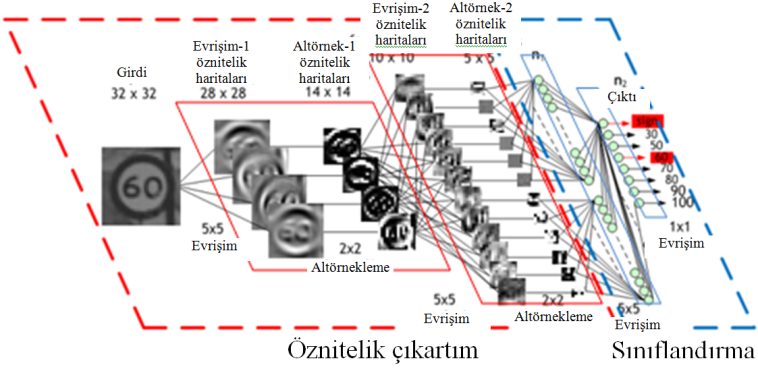 Girdi
32 x 32
Evrişim-1
öznitelik
haritaları
28 x 28
Altörnek-1
öznitelik
haritaları
14 x 14
Evrişim-2
öznitelik
haritaları
10 x 10
Altörnek-2
öznitelik
haritaları
5 x 5
n1
n2
Çıktı
sign
30
50
60
70
80
90
100
60
5x5
Evrişim
2x2
Altörnekleme
5x5
Evrişim
2x2
Altörnekleme
5x5
Evrişim
1x1
Evrişim
Öznitelik çıkartım
Sınıflandırma